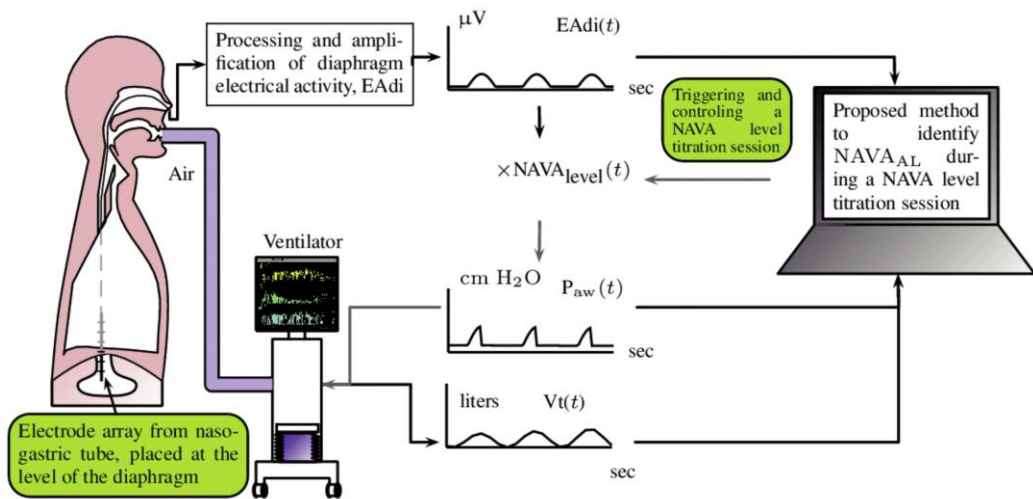 Processing and ampli-
fication of diaphragm
electrical activity, EAdi
μV
EAdi(t)
sec
Triggering and
controling a
NAVA level
titration session
Proposed method
to identify
NAVA_AL dur-
ing a NAVA level
titration session
×NAVA_level(t)
Air
Ventilator
cm H₂O
P_aw(t)
sec
liters
Vt(t)
sec
Electrode array from naso-
gastric tube, placed at the
level of the diaphragm